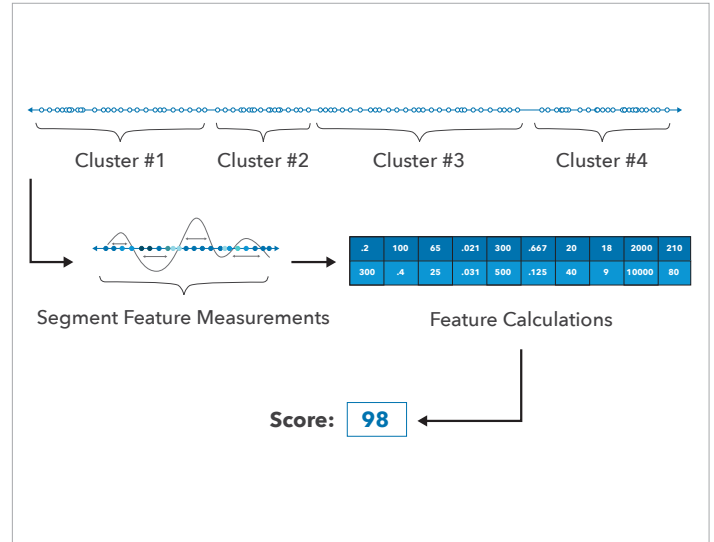 Cluster #1 Cluster #2 Cluster #3 Cluster #4
.2 100 65 .021 300 .667 20 18 2000 210
300 .4 25 .031 500 .125 40 9 10000 80
Segment Feature Measurements Feature Calculations
Score: 98